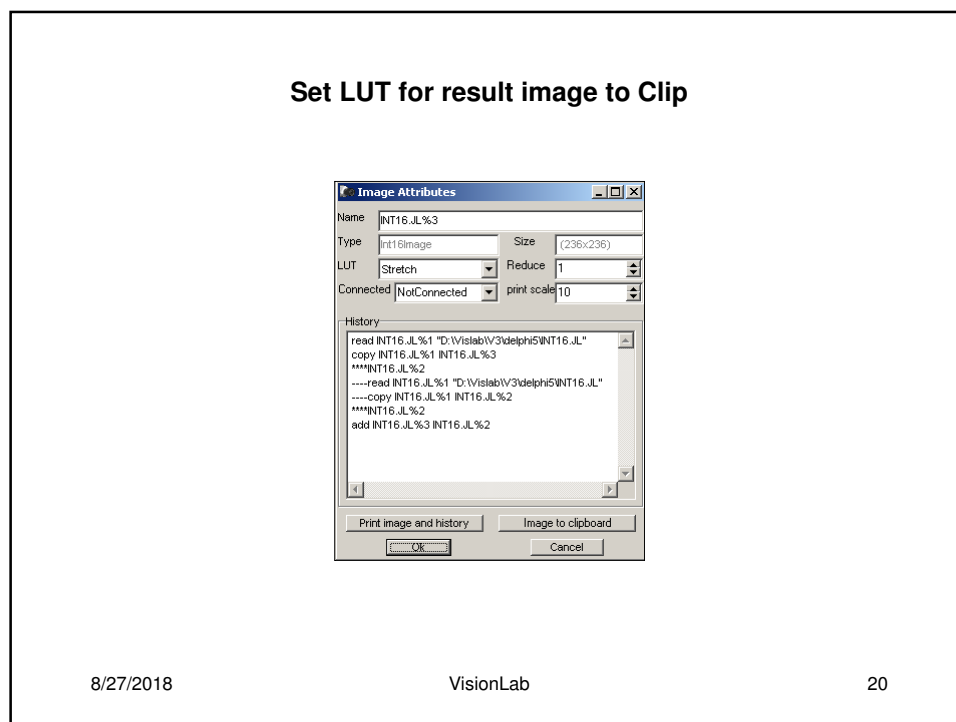 Set LUT for result image to Clip
Image Attributes
Name INT16.JL%3
Type Int16Image Size (236x236)
LUT Stretch Reduce 1
Connected NotConnected print scale 10
History
read INT16.JL%1 "D:\Vislab\V3\delphi5\INT16.JL"
copy INT16.JL%1 INT16.JL%3
****INT16.JL%2
----read INT16.JL%1 "D:\Vislab\V3\delphi5\INT16.JL"
----copy INT16.JL%1 INT16.JL%2
****INT16.JL%2
add INT16.JL%3 INT16.JL%2
Print image and history Image to clipboard
Ok Cancel
8/27/2018 VisionLab 20